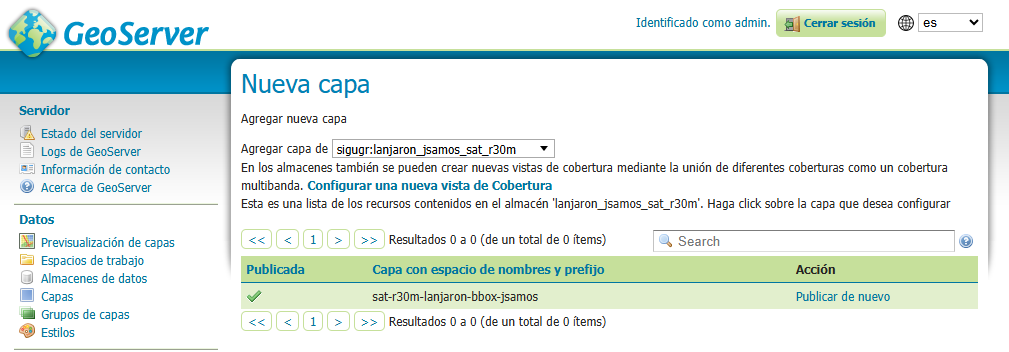 GeoServer
Identificado como admin. Cerrar sesión es
Nueva capa
Servidor
Estado del servidor
Logs de GeoServer
Información de contacto
Acerca de GeoServer
Datos
Previsualización de capas
Espacios de trabajo
Almacenes de datos
Capas
Grupos de capas
Estilos
Agregar nueva capa
Agregar capa de sigugr:lanjaron_jsamos_sat_r30m
En los almacenes también se pueden crear nuevas vistas de cobertura mediante la unión de diferentes coberturas como un cobertura
multibanda. Configurar una nueva vista de Cobertura
Esta es una lista de los recursos contenidos en el almacén 'lanjaron_jsamos_sat_r30m'. Haga click sobre la capa que desea configurar
<< < 1 > >> Resultados 0 a 0 (de un total de 0 ítems) Search
Publicada Capa con espacio de nombres y prefijo Acción
sat-r30m-lanjaron-bbox-jsamos Publicar de nuevo
<< < 1 > >> Resultados 0 a 0 (de un total de 0 ítems)